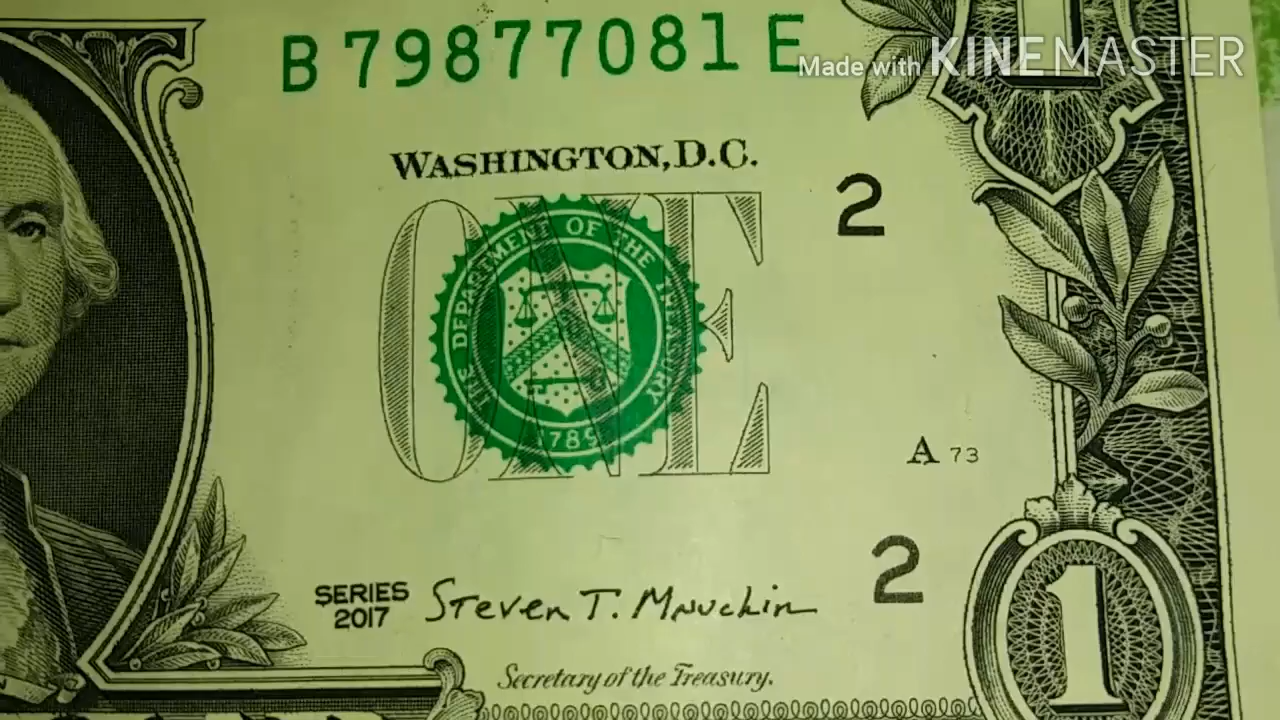 B 79877081 E
Made with KINEMASTER
1
WASHINGTON, D.C.
2
ONE
THE DEPARTMENT OF THE TREASURY
1789
A 73
2
SERIES
2017
Steven T. Mnuchin
1
Secretary of the Treasury.